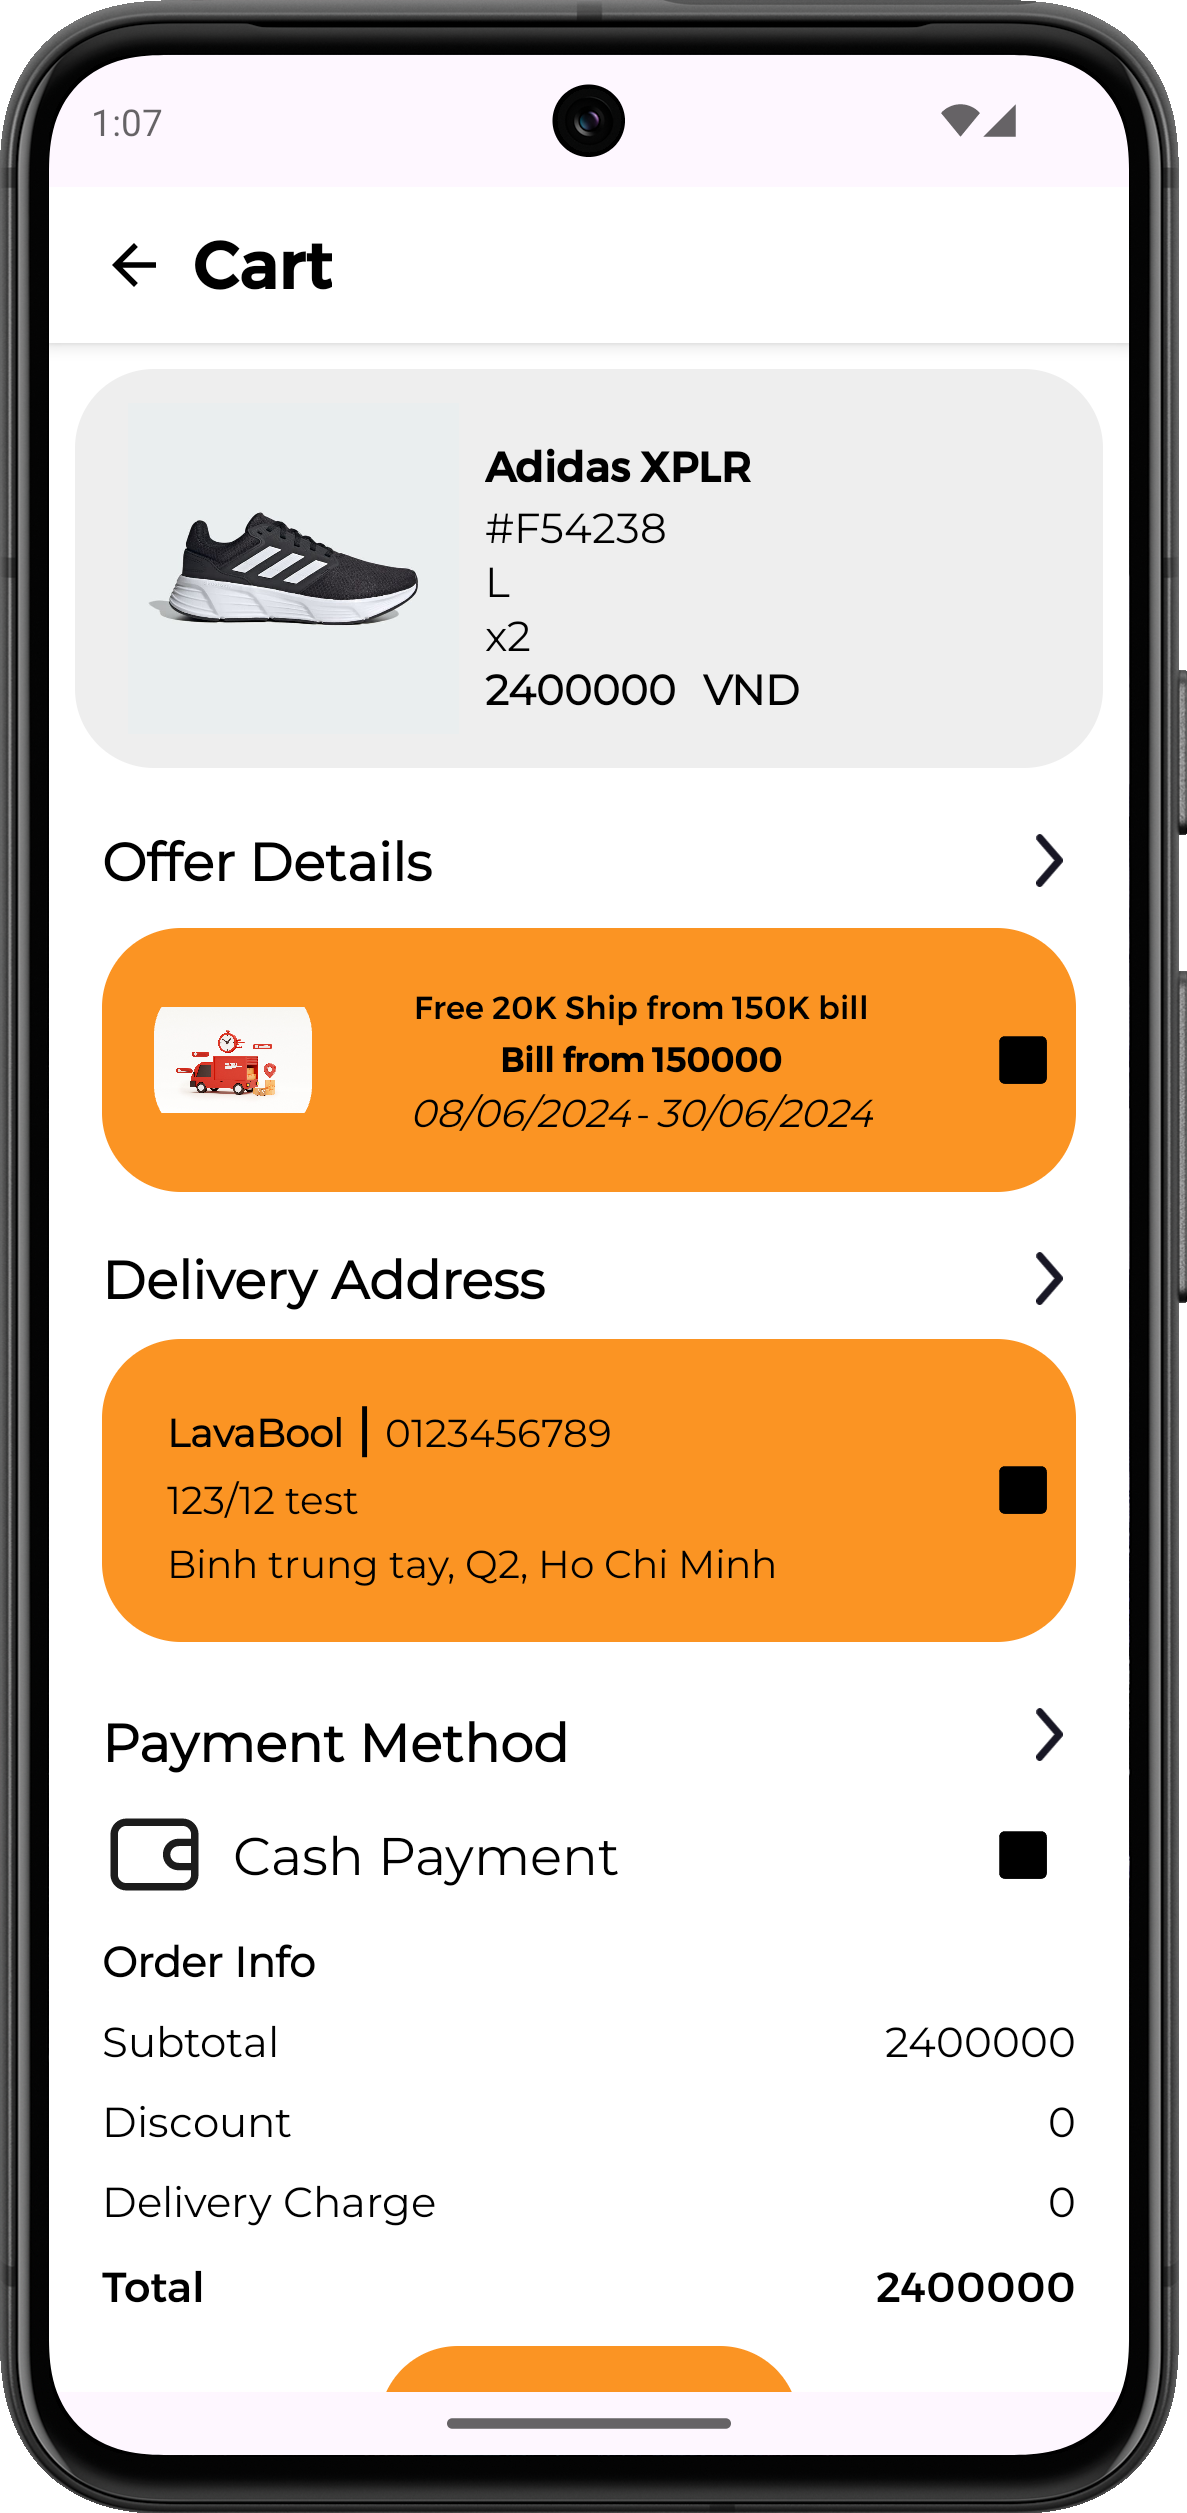 1:07
Cart
Adidas XPLR
#F54238
L
x2
2400000 VND
Offer Details
Free 20K Ship from 150K bill
Bill from 150000
08/06/2024 - 30/06/2024
Delivery Address
LavaBool | 0123456789
123/12 test
Binh trung tay, Q2, Ho Chi Minh
Payment Method
Cash Payment
Order Info
Subtotal 2400000
Discount 0
Delivery Charge 0
Total 2400000